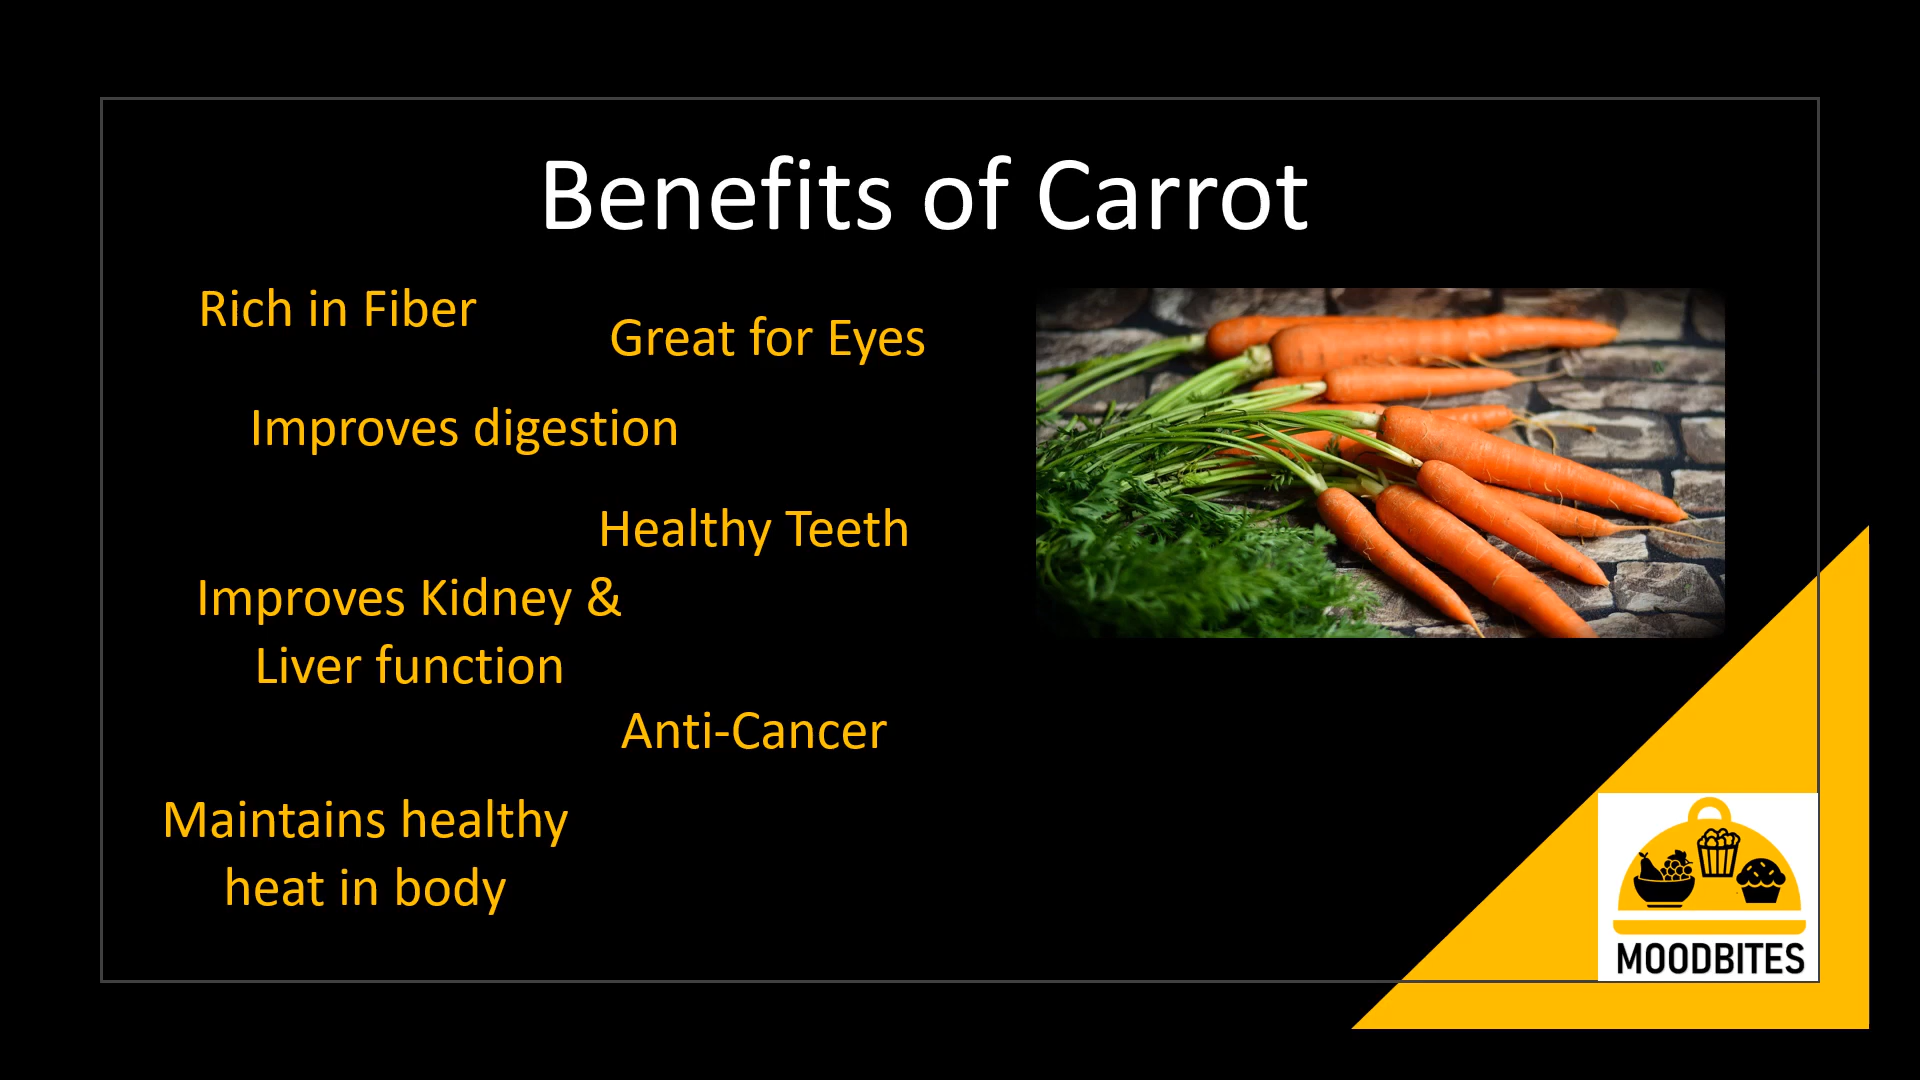 Benefits of Carrot
Rich in Fiber
Great for Eyes
Improves digestion
Healthy Teeth
Improves Kidney &
Liver function
Anti-Cancer
Maintains healthy
heat in body
MOODBITES